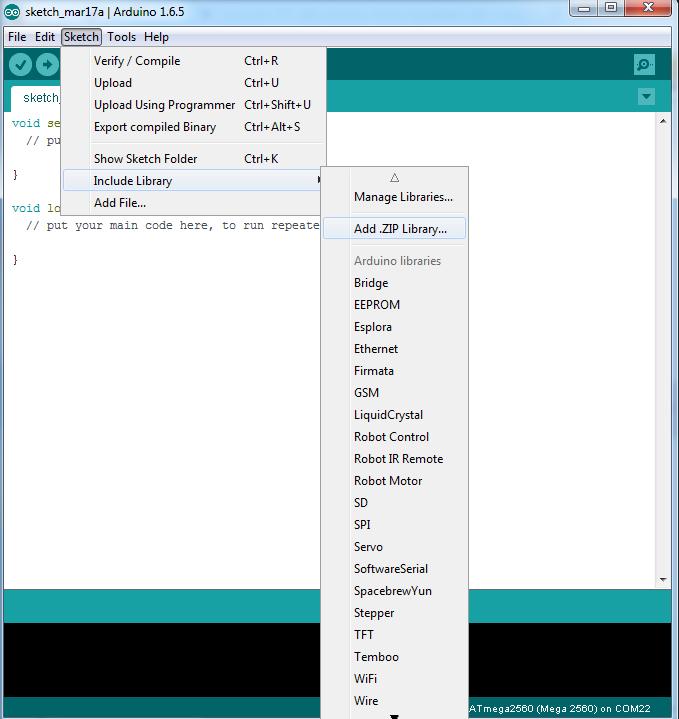 sketch_mar17a | Arduino 1.6.5
File Edit Sketch Tools Help
Verify / Compile Ctrl+R
Upload Ctrl+U
Upload Using Programmer Ctrl+Shift+U
Export compiled Binary Ctrl+Alt+S
Show Sketch Folder Ctrl+K
Include Library
Add File...
sketch_
void se
// pu
}
void lo
// put your main code here, to run repeate
}
Manage Libraries...
Add .ZIP Library...
Arduino libraries
Bridge
EEPROM
Esplora
Ethernet
Firmata
GSM
LiquidCrystal
Robot Control
Robot IR Remote
Robot Motor
SD
SPI
Servo
SoftwareSerial
SpacebrewYun
Stepper
TFT
Temboo
WiFi
Wire
ATmega2560 (Mega 2560) on COM22